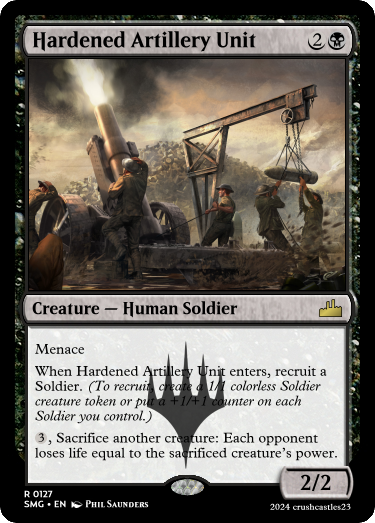 Hardened Artillery Unit 2
Creature — Human Soldier
Menace
When Hardened Artillery Unit enters, recruit a
Soldier. (To recruit, create a 1/1 colorless Soldier
creature token or put a +1/+1 counter on each
Soldier you control.)
3, Sacrifice another creature: Each opponent
loses life equal to the sacrificed creature's power.
2/2
R 0127
SMG • EN Phil Saunders
2024 crushcastles23